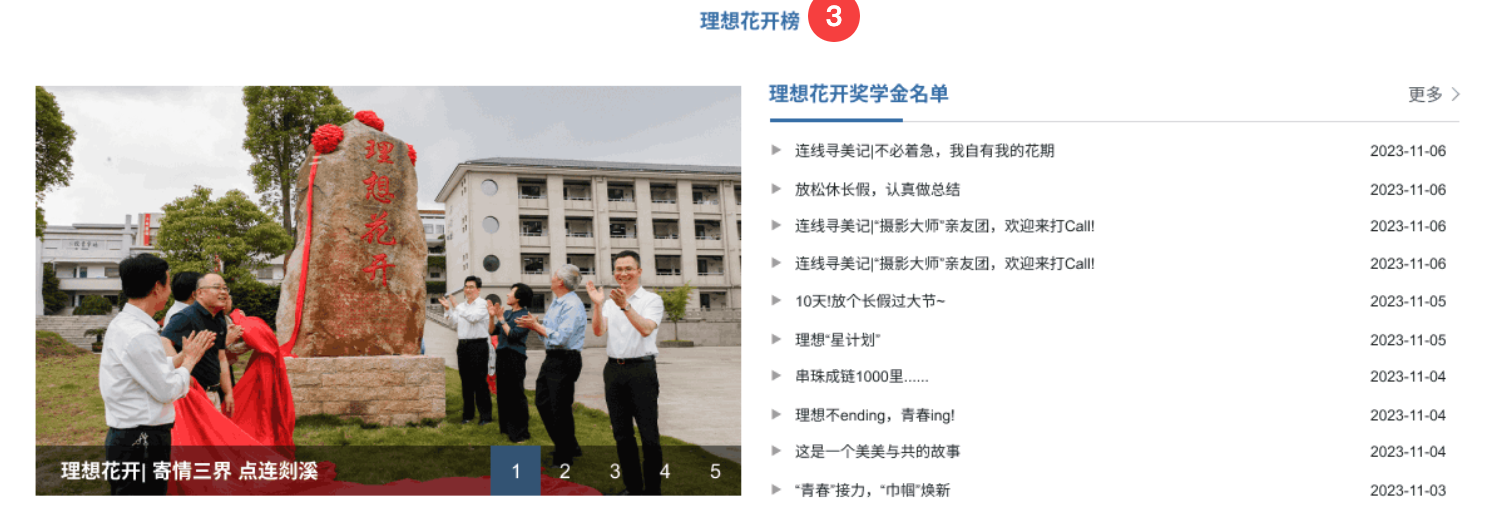 理想花开榜 3
理想花开
理想花开| 寄情三界 点连剡溪
1 2 3 4 5
理想花开奖学金名单
更多
连线寻美记|不必着急，我自有我的花期 2023-11-06
放松休长假，认真做总结 2023-11-06
连线寻美记|“摄影大师”亲友团，欢迎来打Call! 2023-11-06
连线寻美记|“摄影大师”亲友团，欢迎来打Call! 2023-11-06
10天!放个长假过大节~ 2023-11-05
理想“星计划” 2023-11-05
串珠成链1000里...... 2023-11-04
理想不ending，青春ing! 2023-11-04
这是一个美美与共的故事 2023-11-04
“青春”接力，“巾帼”焕新 2023-11-03